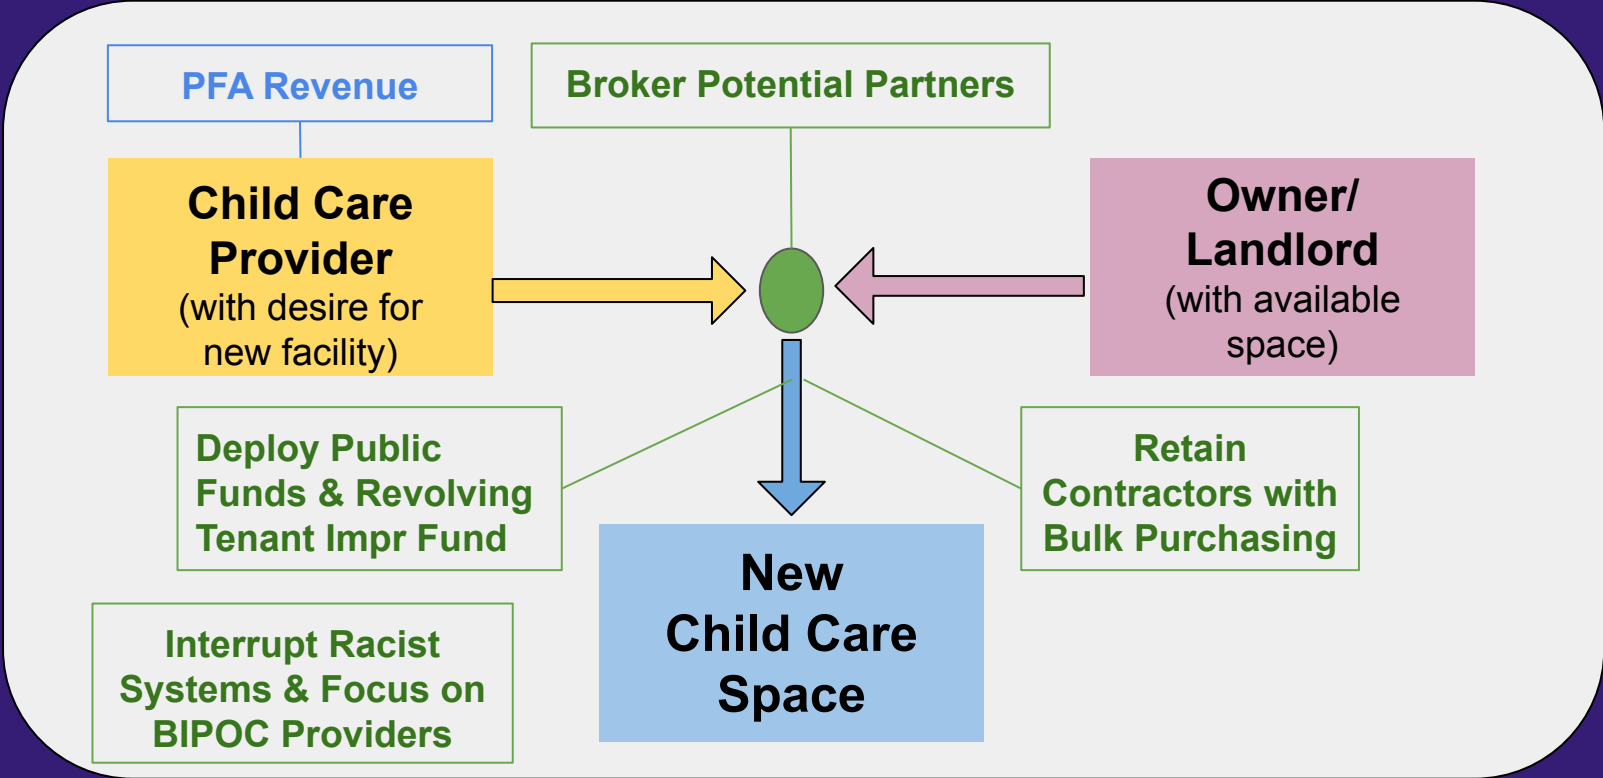 PFA Revenue
Broker Potential Partners
Child Care
Provider
(with desire for
new facility)
Owner/
Landlord
(with available
space)
Deploy Public
Funds & Revolving
Tenant Impr Fund
Retain
Contractors with
Bulk Purchasing
New
Child Care
Space
Interrupt Racist
Systems & Focus on
BIPOC Providers